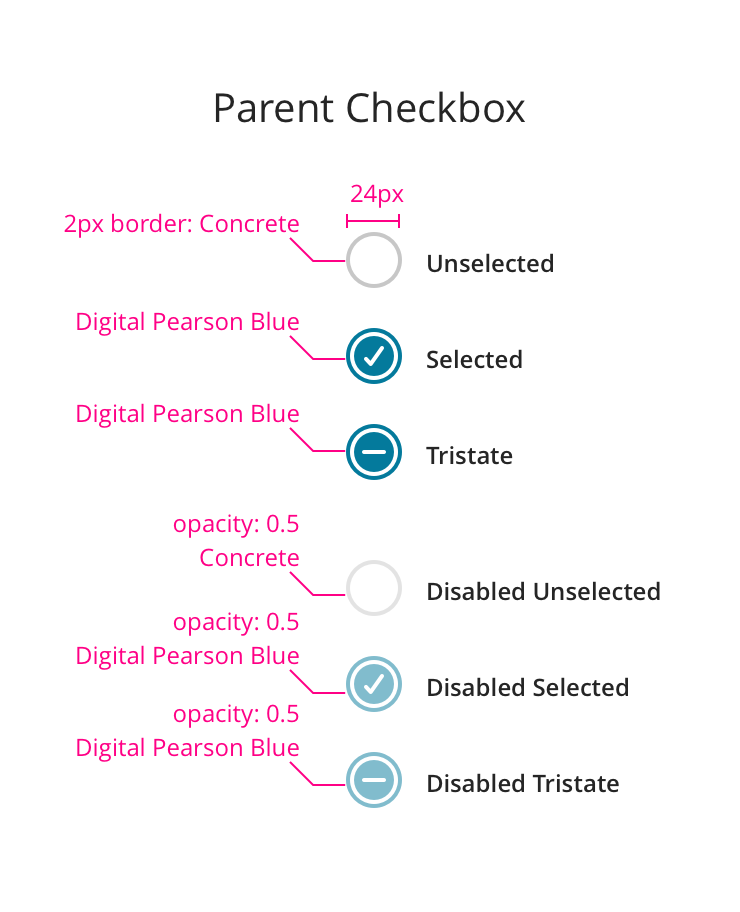 Parent Checkbox
24px
2px border: Concrete
Unselected
Digital Pearson Blue
Selected
Digital Pearson Blue
Tristate
opacity: 0.5
Concrete
Disabled Unselected
opacity: 0.5
Digital Pearson Blue
Disabled Selected
opacity: 0.5
Digital Pearson Blue
Disabled Tristate